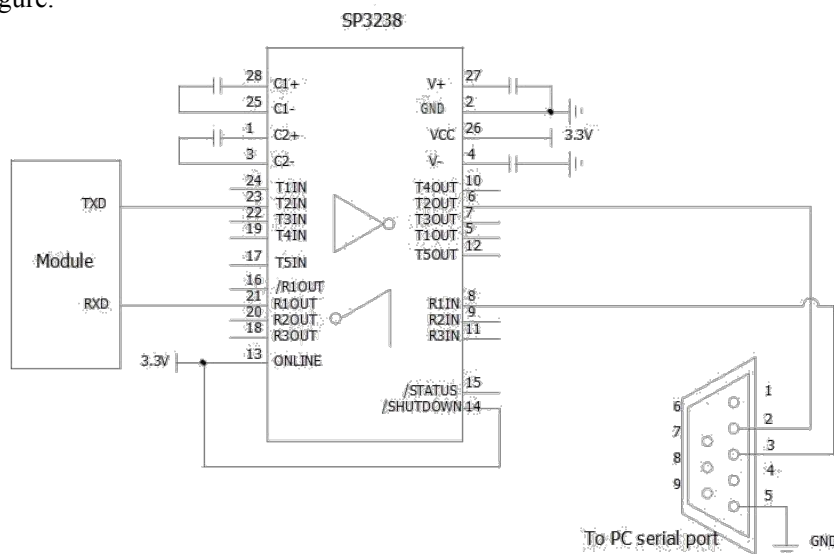 gure.
SP3238
28 C1+
25 C1-
1 C2+
3 C2-
24 T1IN
23 T2IN
22 T3IN
19 T4IN
17 T5IN
16 /R1OUT
21 R1OUT
20 R2OUT
18 R3OUT
13 ONLINE
V+ 27
GND 2
VCC 26
3.3V
V- 4
T4OUT 10
T2OUT 6
T3OUT 7
T1OUT 5
T5OUT 12
R1IN 8
R2IN 9
R3IN 11
/STATUS 15
/SHUTDOWN 14
TXD
Module
RXD
3.3V
1
6
2
7
3
8
4
9
5
To PC serial port
GND